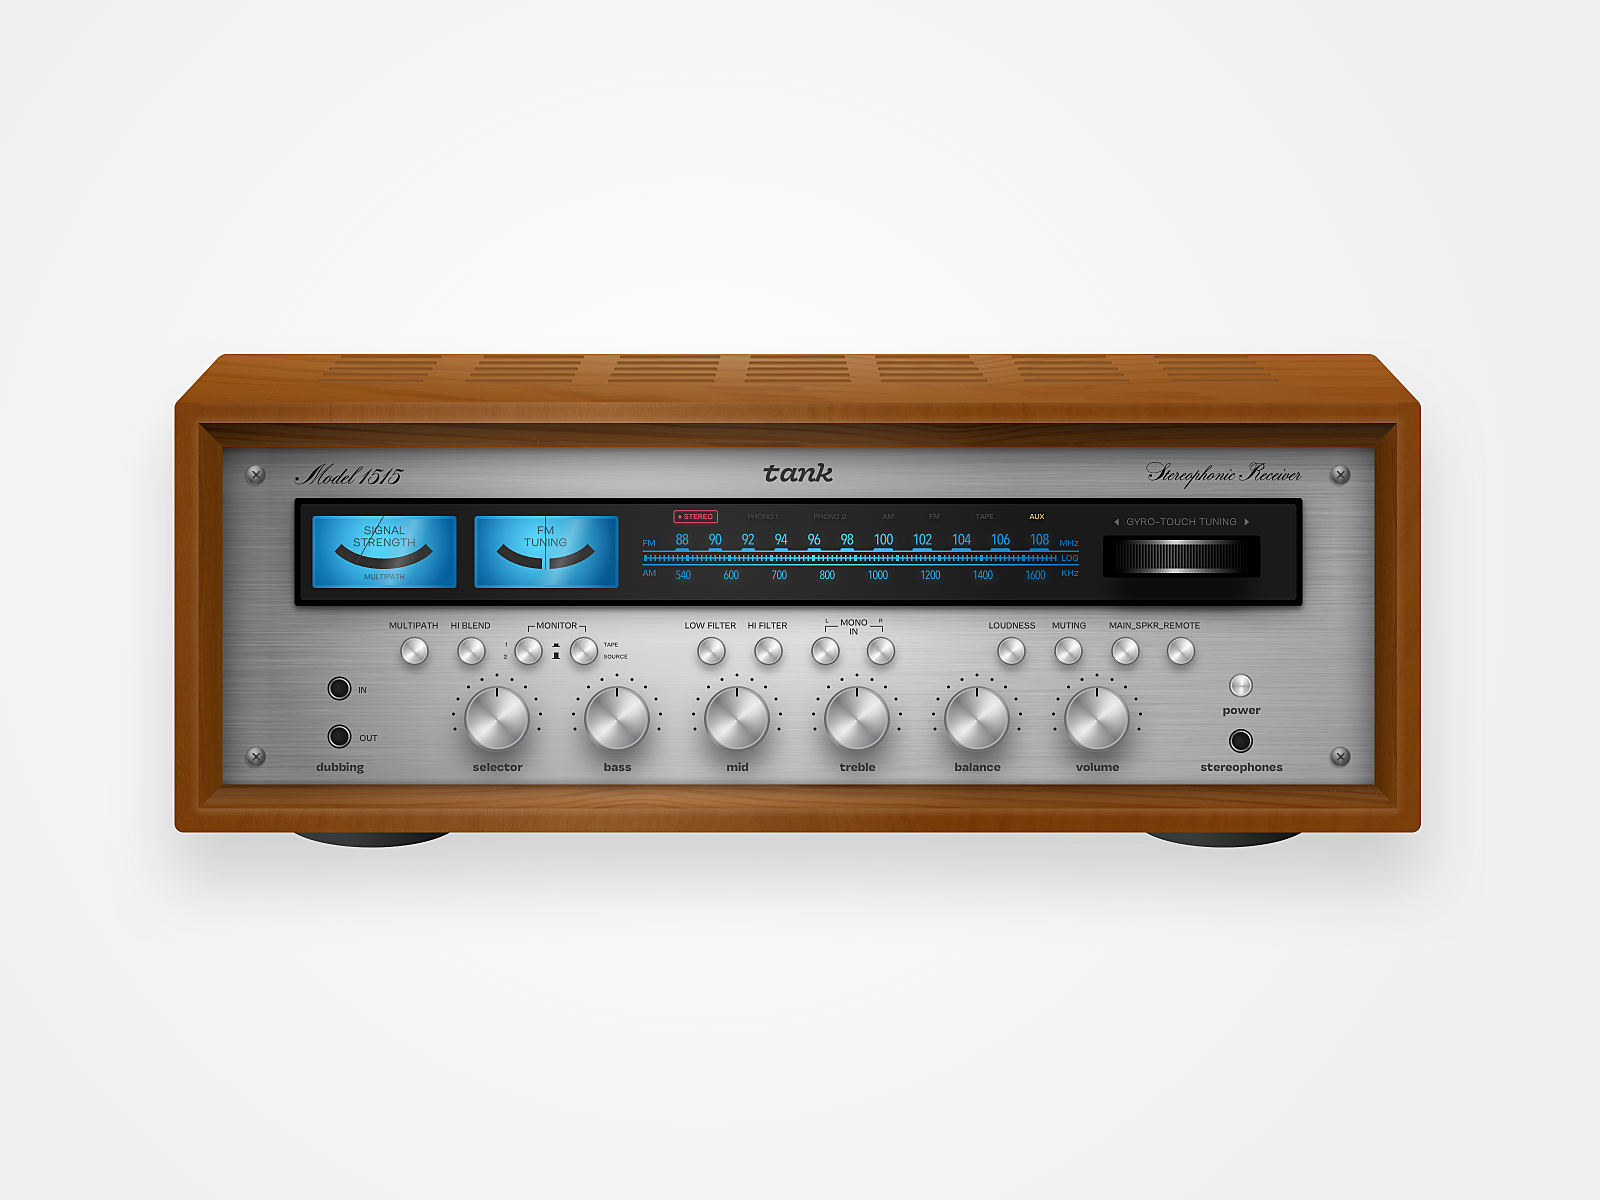 Model 1515
tank
Stereophonic Receiver
SIGNAL
STRENGTH
MULTIPATH
FM
TUNING
STEREO PHONO 1 PHONO 2 AM FM TAPE AUX
FM 88 90 92 94 96 98 100 102 104 106 108 MHz
LOG
AM 540 600 700 800 1000 1200 1400 1600 KHz
GYRO-TOUCH TUNING
MULTIPATH HI BLEND MONITOR
1 TAPE
2 SOURCE
LOW FILTER HI FILTER L MONO R
IN
LOUDNESS MUTING MAIN_SPKR_REMOTE
IN
OUT
dubbing
selector bass mid treble balance volume
power
stereophones